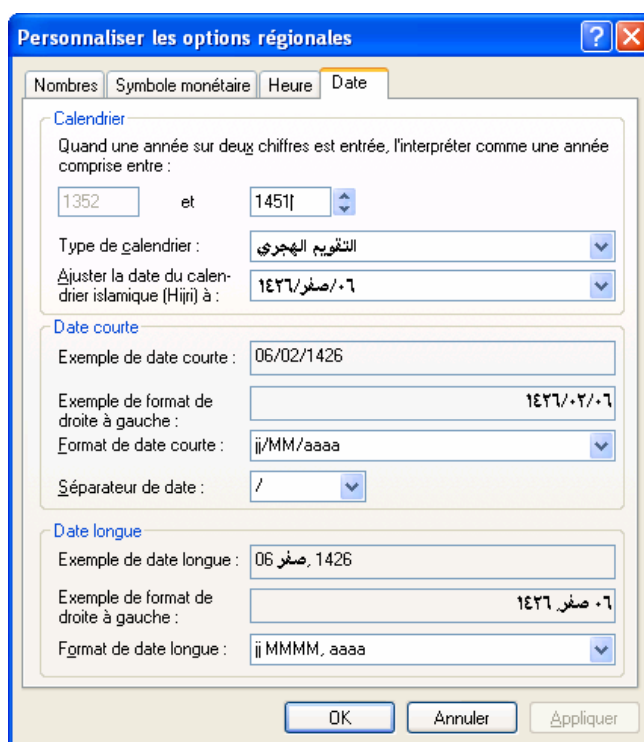 Personnaliser les options régionales
Nombres Symbole monétaire Heure Date
Calendrier
Quand une année sur deux chiffres est entrée, l'interpréter comme une année
comprise entre :
1352 et 1451
Type de calendrier : التقويم الهجري
Ajuster la date du calen-
drier islamique (Hijri) à : ٠٦/صفر/١٤٢٦
Date courte
Exemple de date courte : 06/02/1426
Exemple de format de
droite à gauche : ١٤٢٦/٠٢/٠٦
Format de date courte : jj/MM/aaaa
Séparateur de date : /
Date longue
Exemple de date longue : 06 صفر, 1426
Exemple de format de
droite à gauche : ٠٦ صفر, ١٤٢٦
Format de date longue : jj MMMM, aaaa
OK Annuler Appliquer